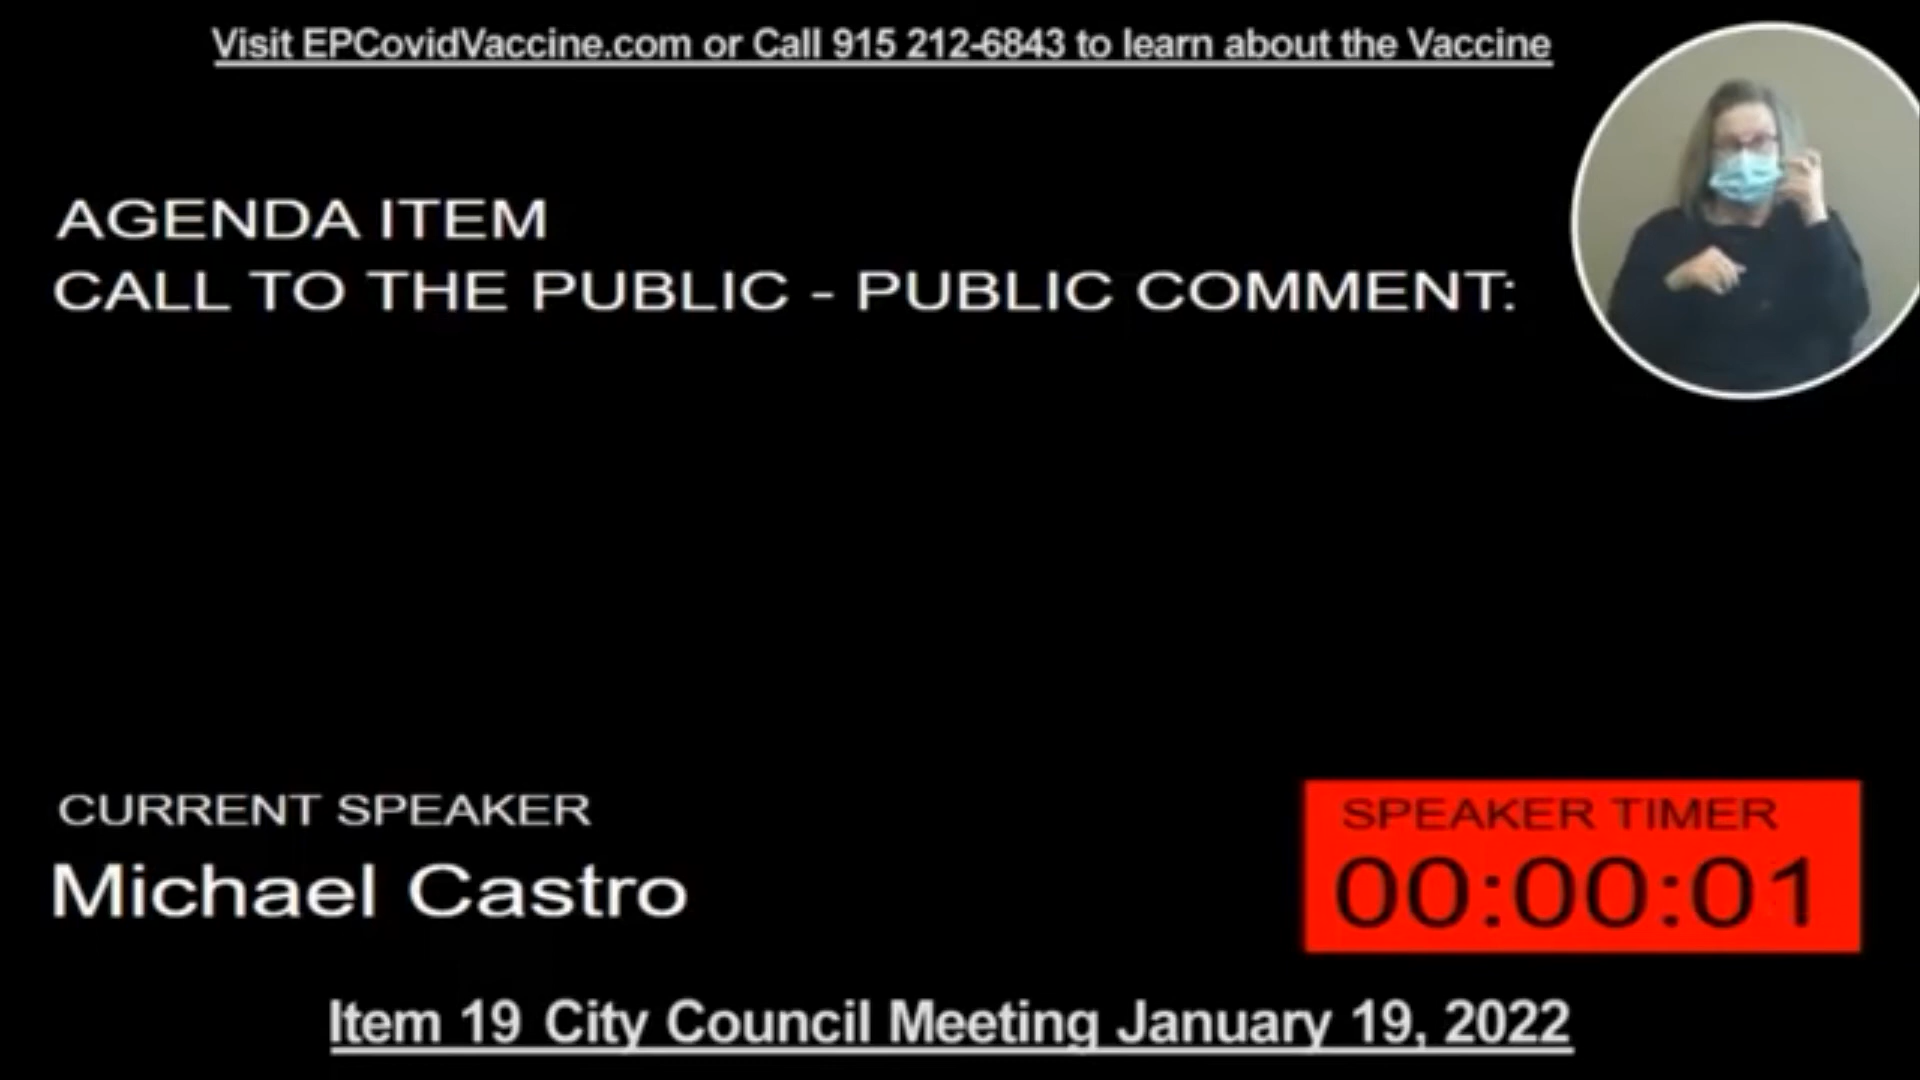 Visit EPCovidVaccine.com or Call 915 212-6843 to learn about the Vaccine
AGENDA ITEM
CALL TO THE PUBLIC - PUBLIC COMMENT:
CURRENT SPEAKER
Michael Castro
SPEAKER TIMER
00:00:01
Item 19 City Council Meeting January 19, 2022